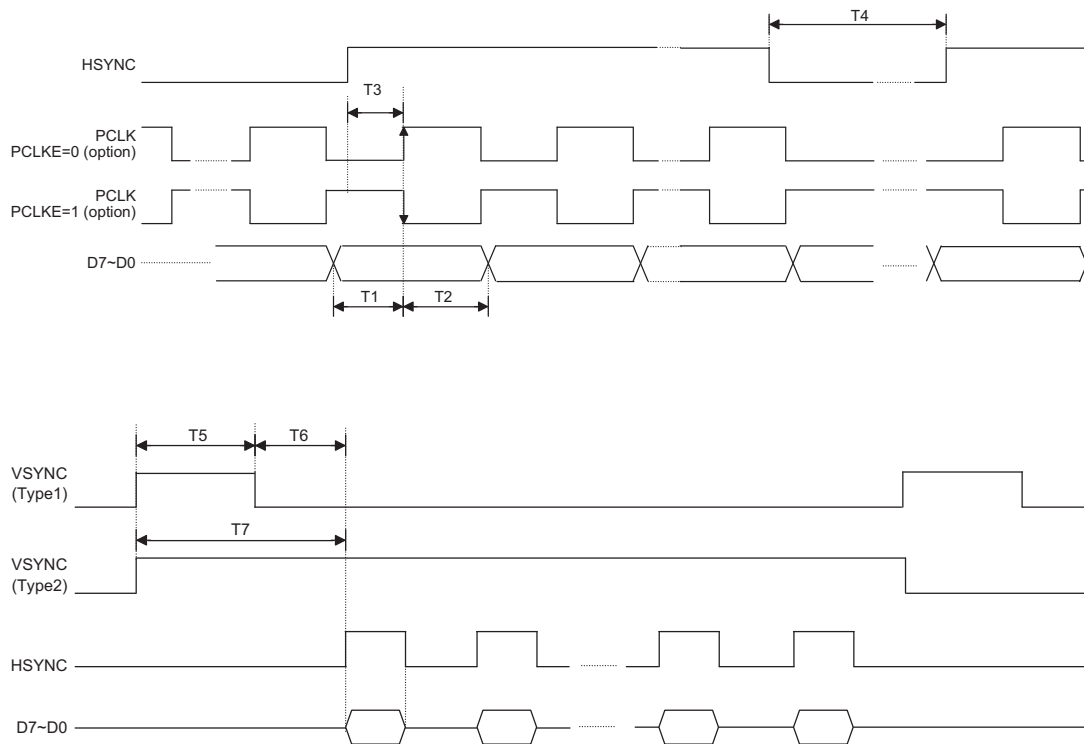 T4
HSYNC
T3
PCLK
PCLKE=0 (option)
PCLK
PCLKE=1 (option)
D7~D0
T1
T2
T5
T6
VSYNC
(Type1)
T7
VSYNC
(Type2)
HSYNC
D7~D0